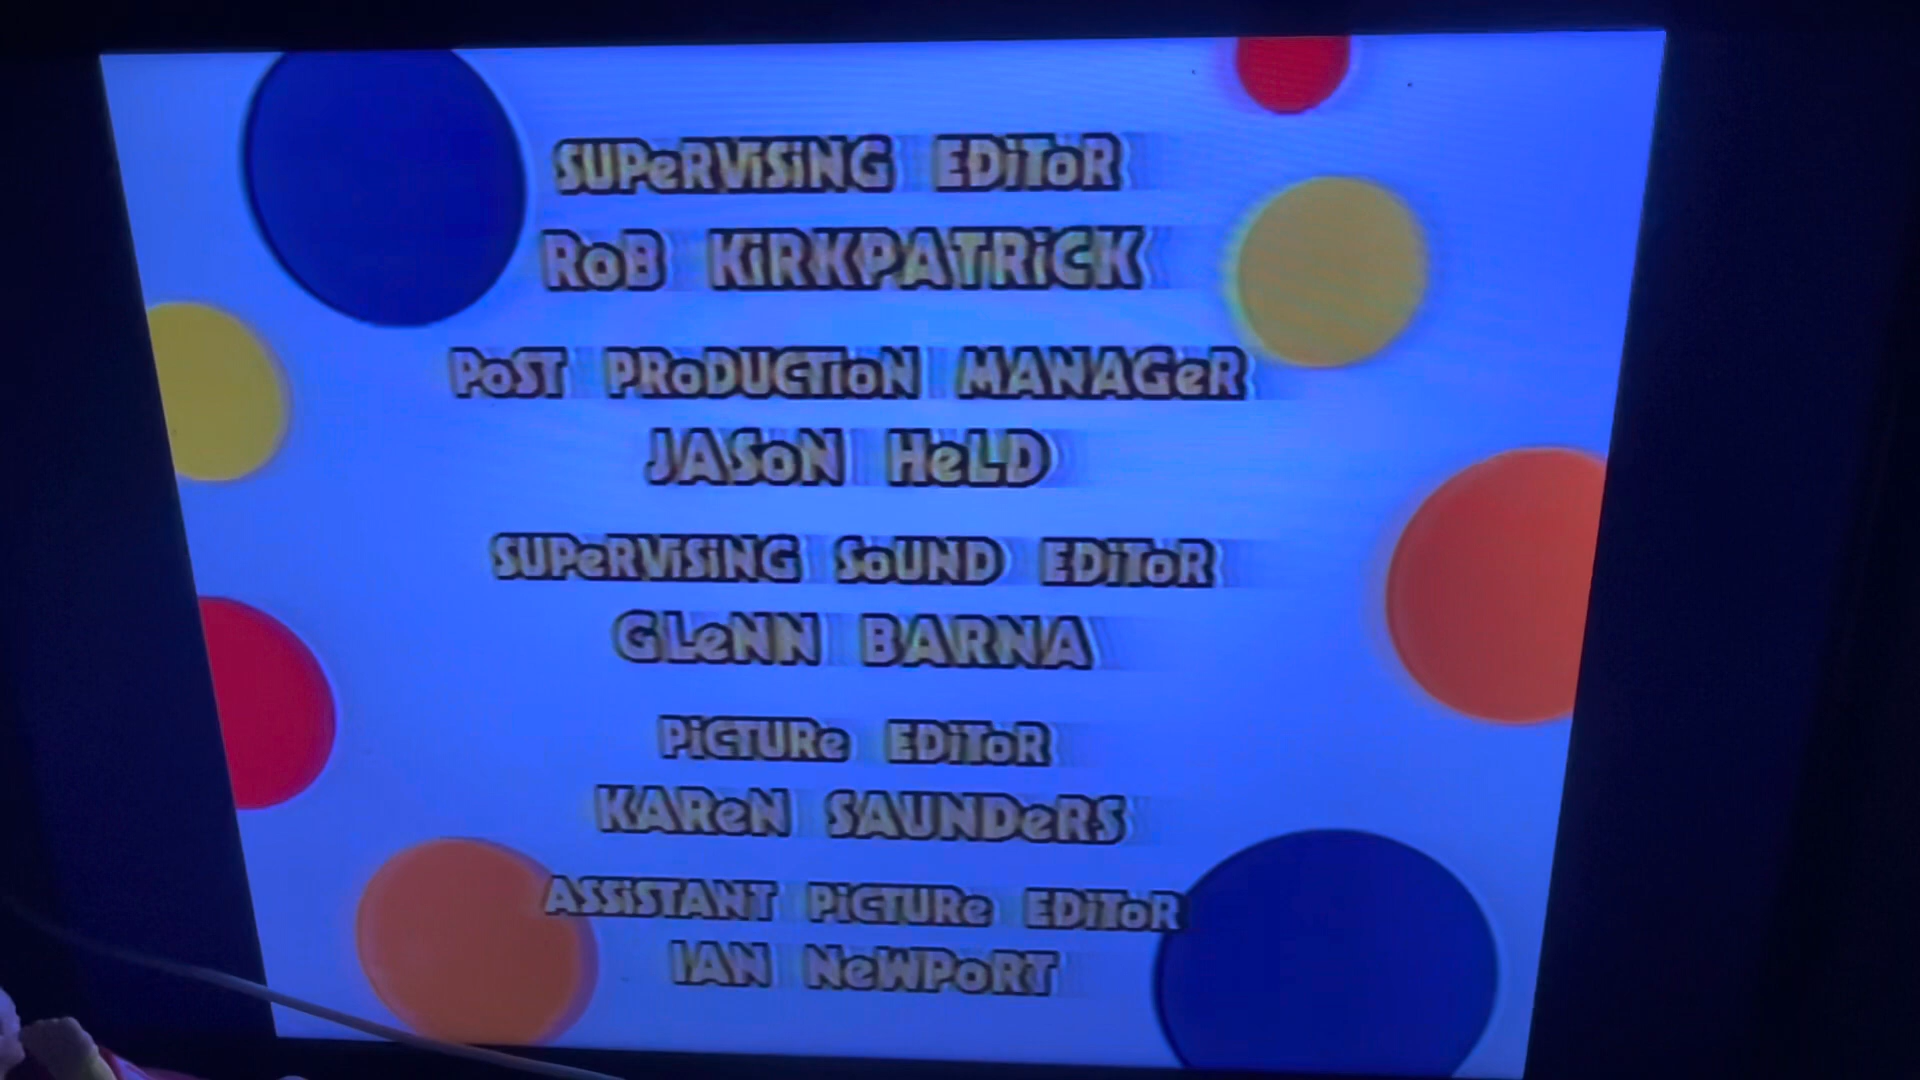 SUPeRViSiNG EDiToR
RoB KiRKPATRiCK
PoST PRoDUCTioN MANAGeR
JASoN HeLD
SUPeRViSiNG SoUND EDiToR
GLeNN BARNA
PiCTURe EDiToR
KAReN SAUNDeRS
ASSiSTANT PiCTURe EDiToR
IAN NeWPoRT